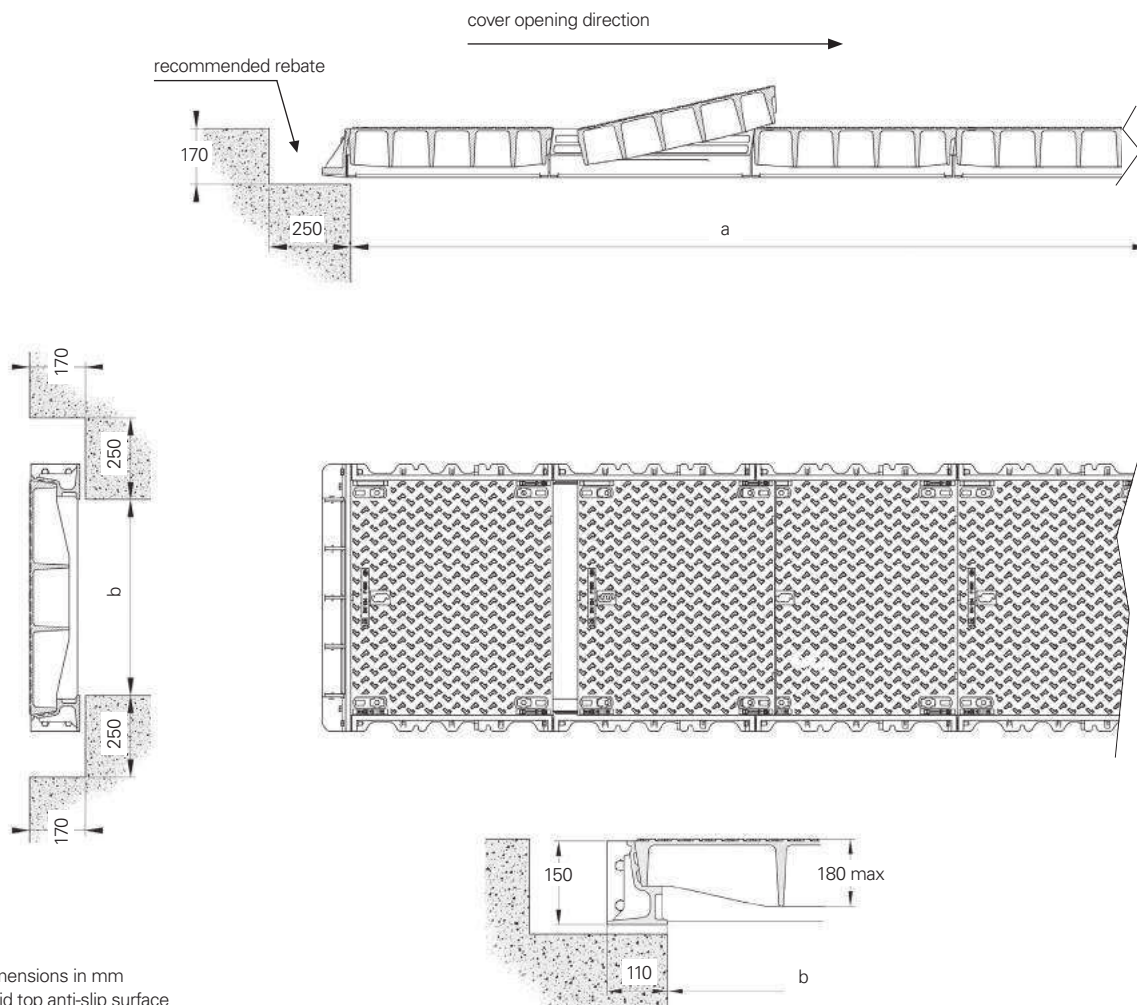 cover opening direction
recommended rebate
170
250
a
170
250
b
250
170
150
180 max
110
b
mensions in mm
id top anti-slip surface